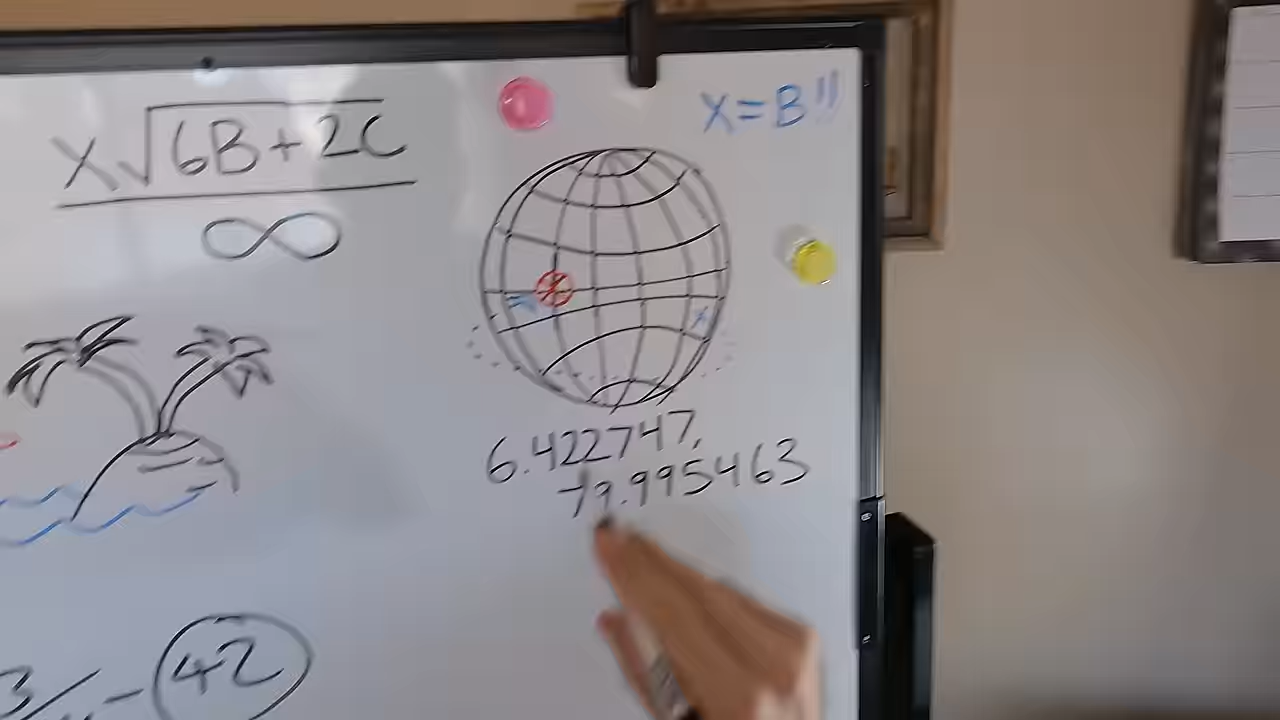 X√6B+2C
∞
X=B"
6.422747,
79.995463
42